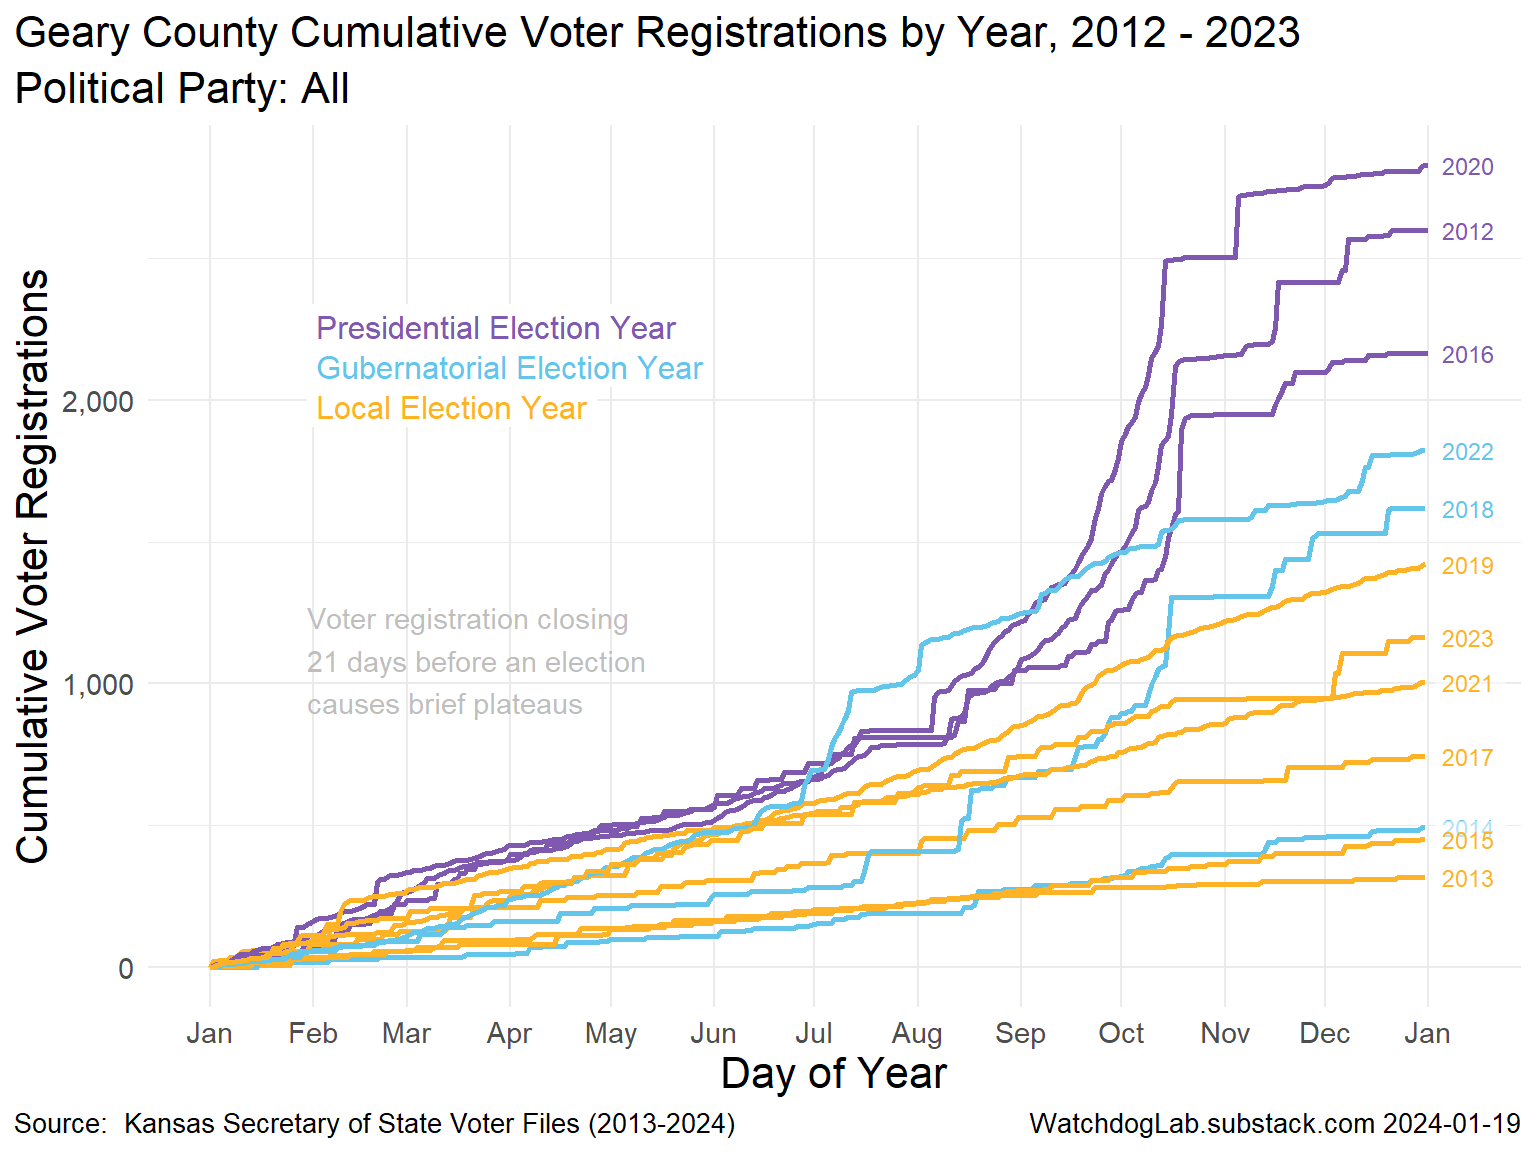 Geary County Cumulative Voter Registrations by Year, 2012 - 2023
Political Party: All
Cumulative Voter Registrations
2,000
1,000
0
Presidential Election Year
Gubernatorial Election Year
Local Election Year
Voter registration closing
21 days before an election
causes brief plateaus
2020
2012
2016
2022
2018
2019
2023
2021
2017
2014
2015
2013
Jan Feb Mar Apr May Jun Jul Aug Sep Oct Nov Dec Jan
Day of Year
Source:  Kansas Secretary of State Voter Files (2013-2024)
WatchdogLab.substack.com 2024-01-19